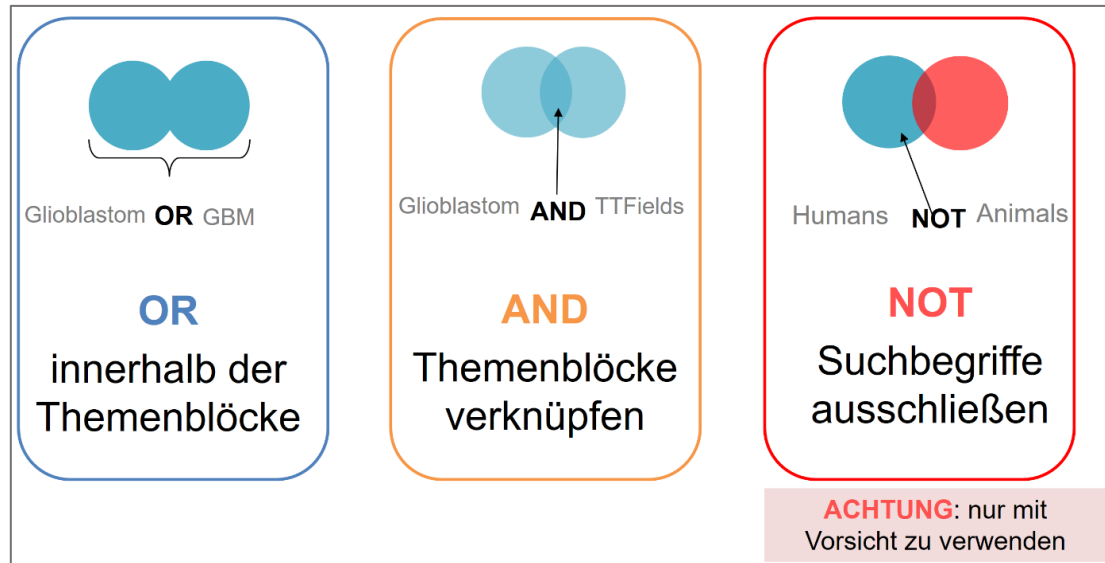 Glioblastom OR GBM
OR
innerhalb der
Themenblöcke
Glioblastom AND TTFields
AND
Themenblöcke
verknüpfen
Humans NOT Animals
NOT
Suchbegriffe
ausschließen
ACHTUNG: nur mit
Vorsicht zu verwenden